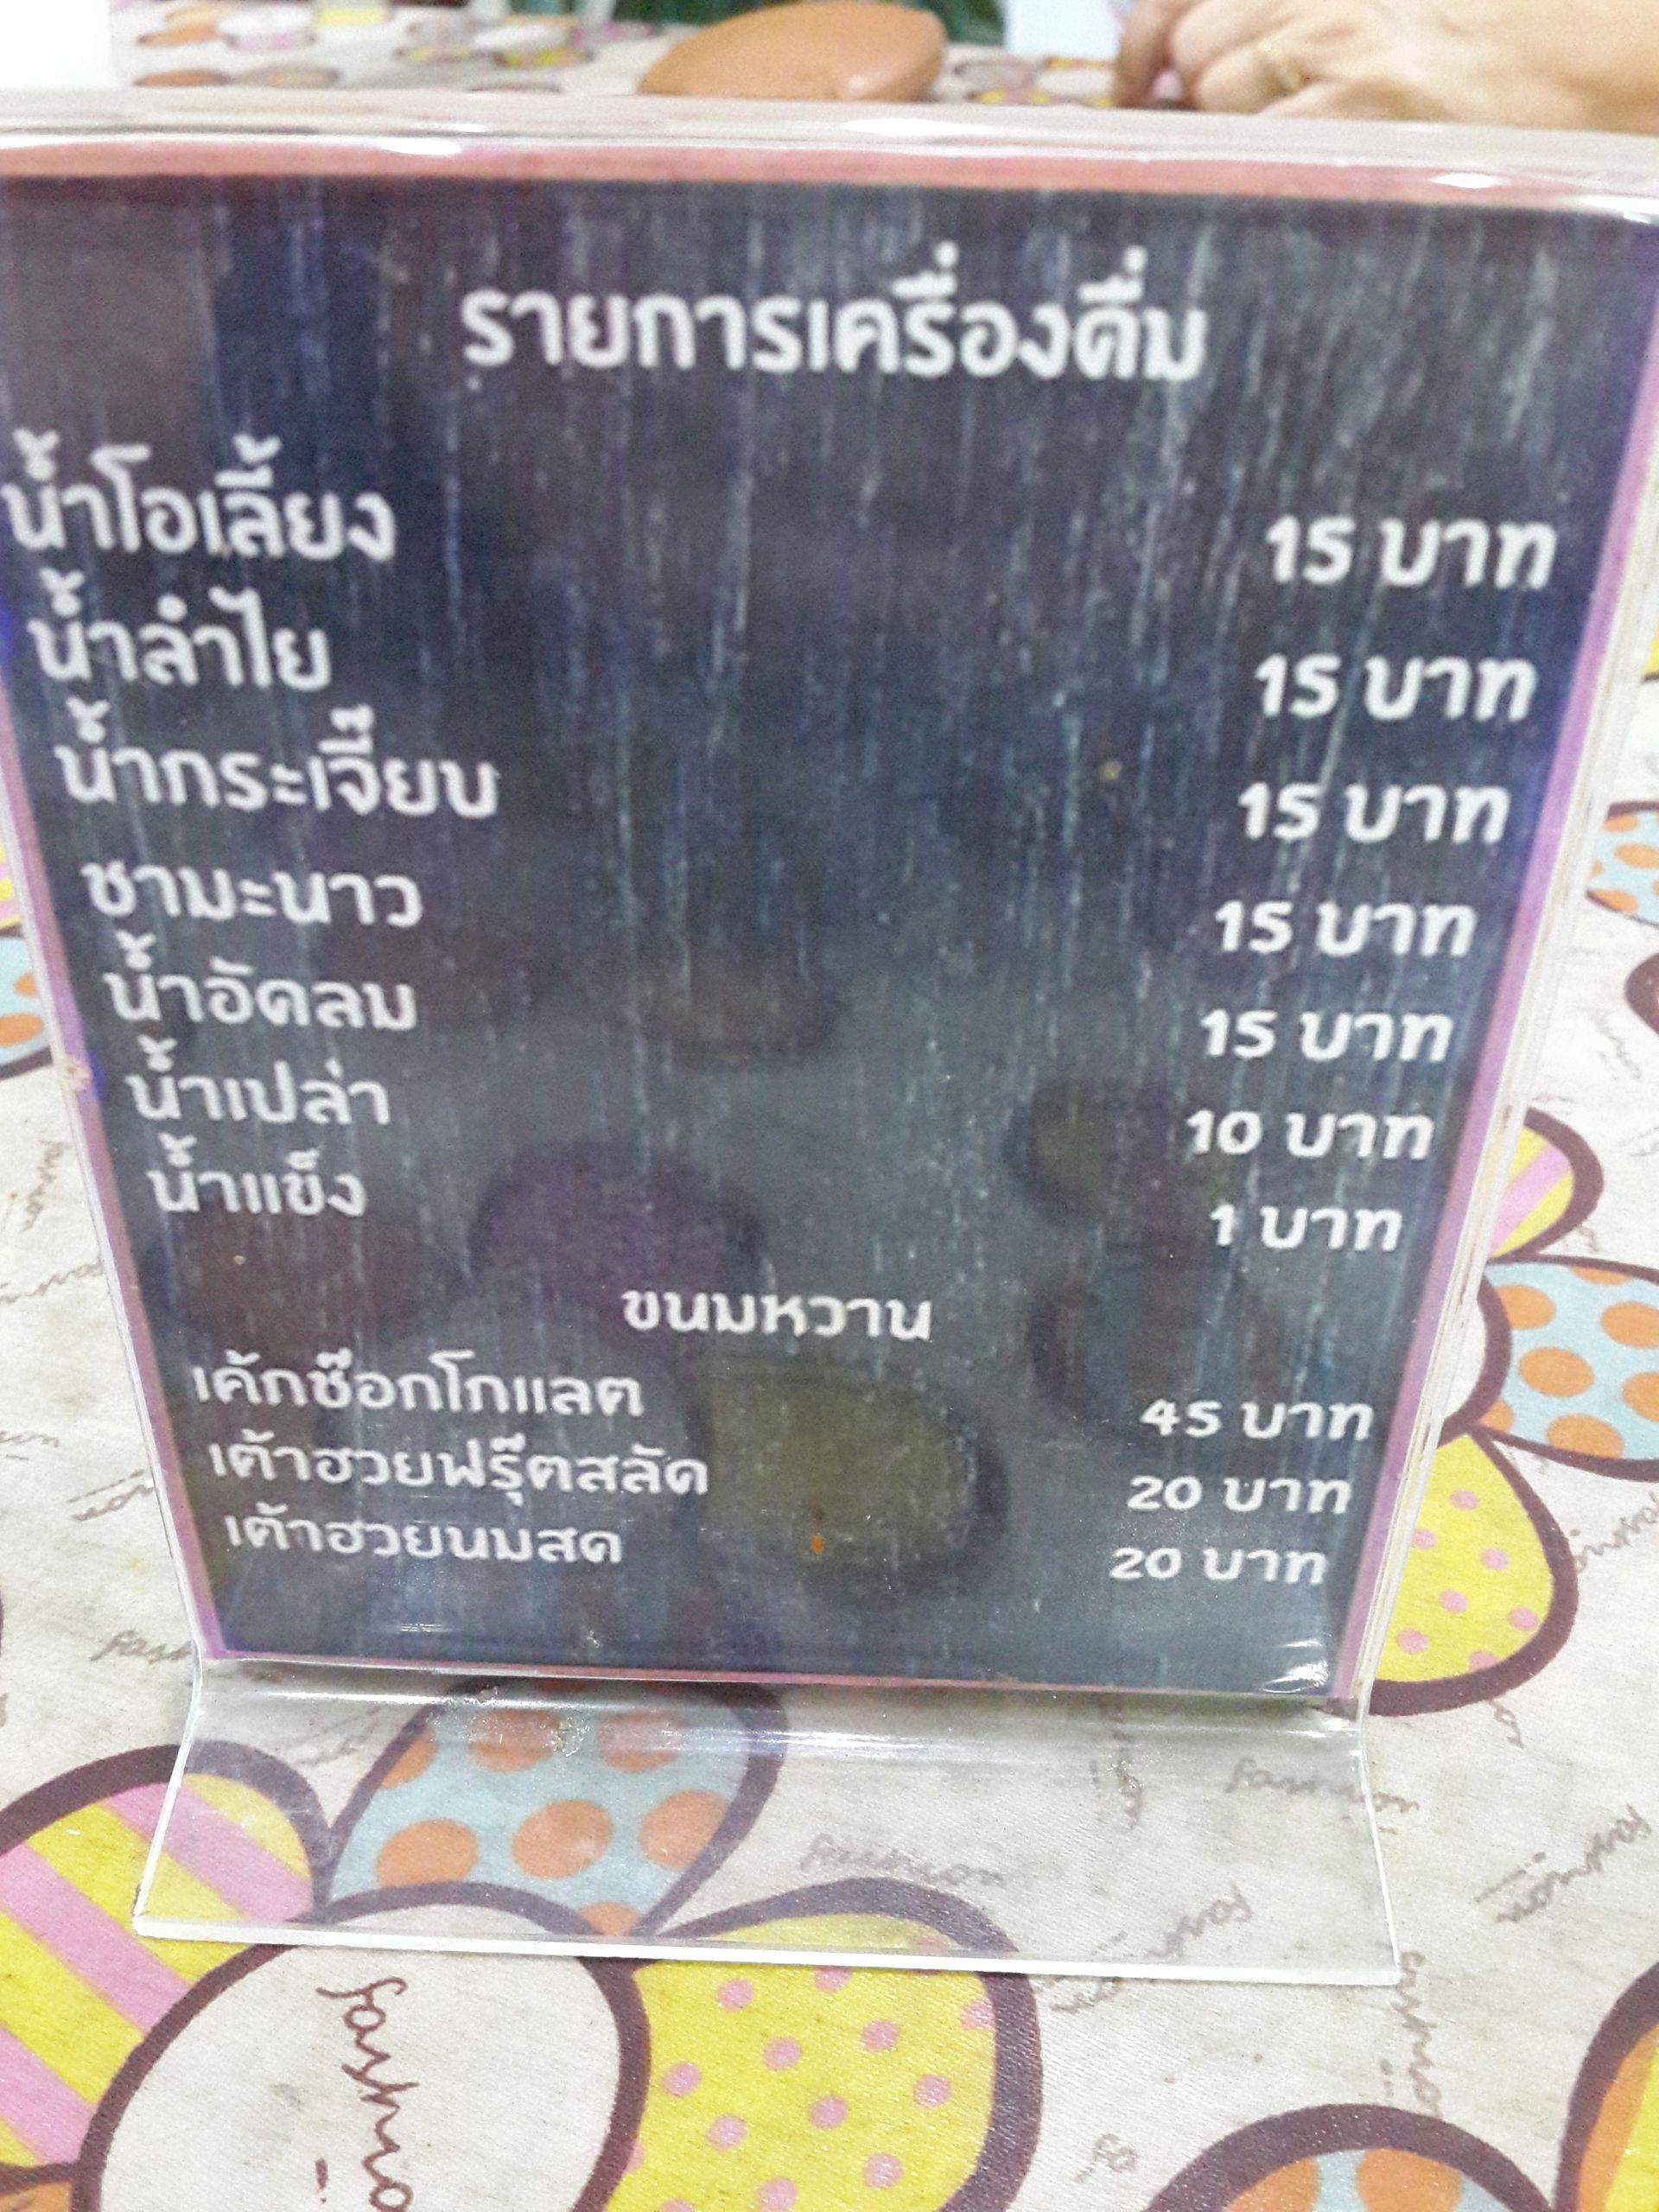 รายการเครื่องดื่ม
น้ำโอเลี้ยง 15 บาท
น้ำลำไย 15 บาท
น้ำกระเจี๊ยบ 15 บาท
ชามะนาว 15 บาท
น้ำอัดลม 15 บาท
น้ำเปล่า 10 บาท
น้ำแข็ง 1 บาท
ขนมหวาน
เค้กช๊อกโกแลต 45 บาท
เต้าฮวยฟรุ๊ตสลัด 20 บาท
เต้าฮวยนมสด 20 บาท
fashion
fashion
fashion
fashion